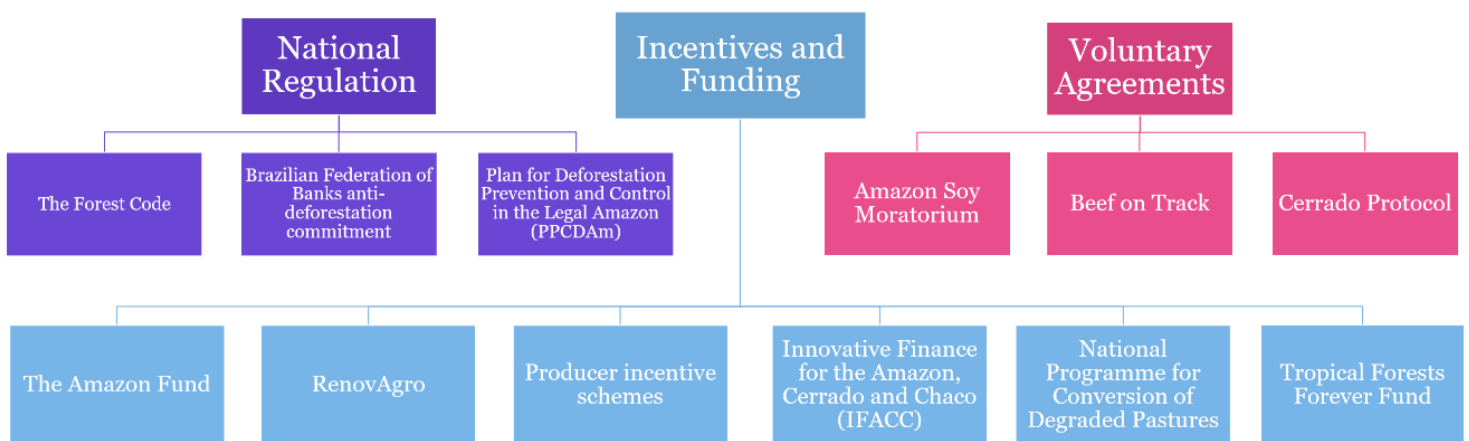 National
Regulation
Incentives and
Funding
Voluntary
Agreements
The Forest Code
Brazilian Federation of
Banks anti-
deforestation
commitment
Plan for Deforestation
Prevention and Control
in the Legal Amazon
(PPCDAm)
Amazon Soy
Moratorium
Beef on Track
Cerrado Protocol
The Amazon Fund
RenovAgro
Producer incentive
schemes
Innovative Finance
for the Amazon,
Cerrado and Chaco
(IFACC)
National
Programme for
Conversion of
Degraded Pastures
Tropical Forests
Forever Fund